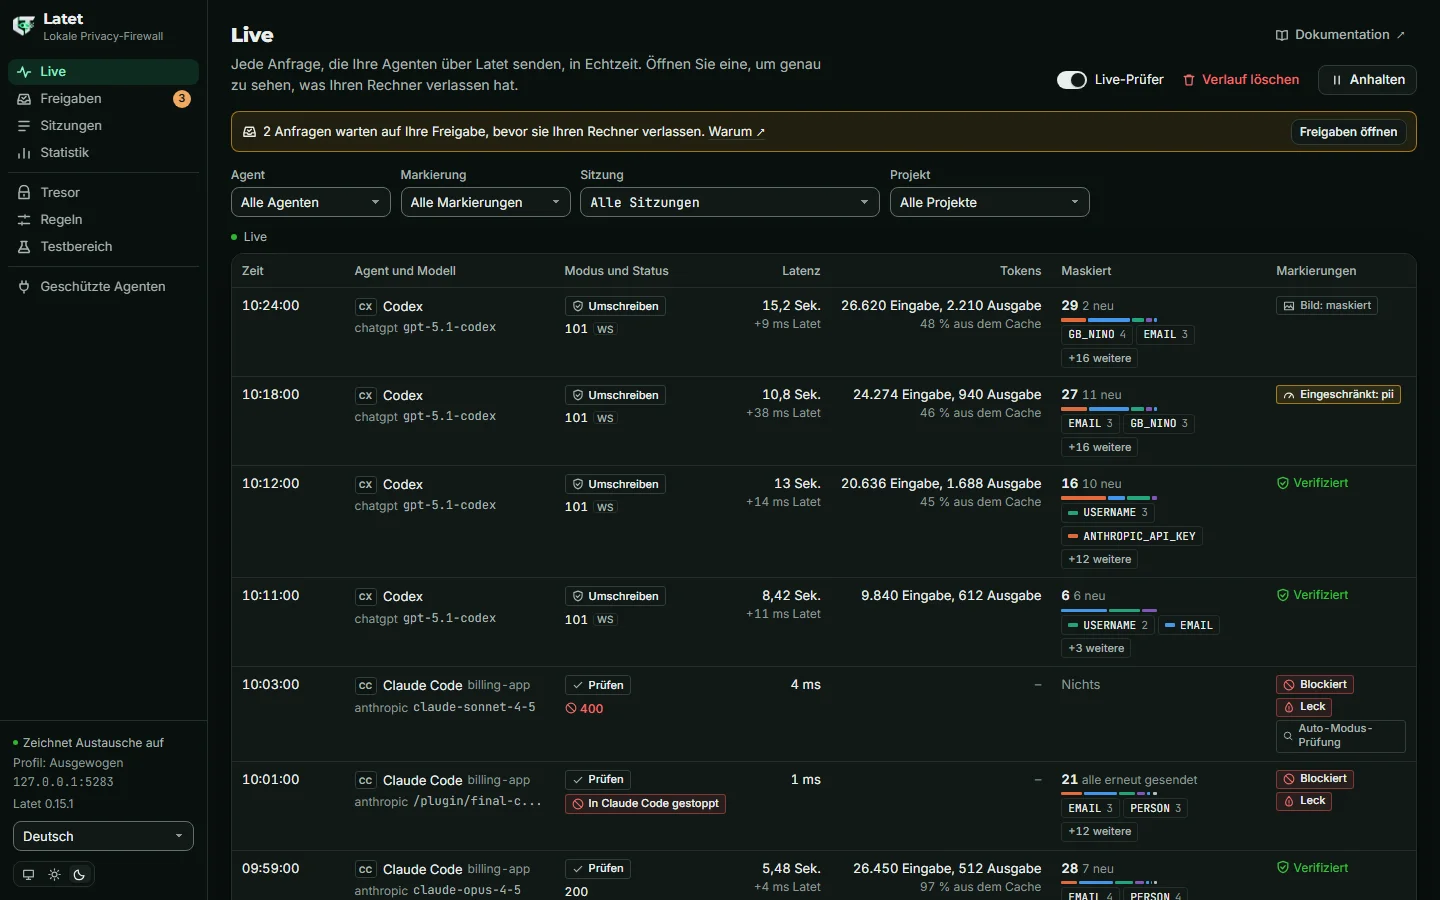 Latet
Lokale Privacy-Firewall
Live
Freigaben 3
Sitzungen
Statistik
Tresor
Regeln
Testbereich
Geschützte Agenten
Zeichnet Austausche auf
Profil: Ausgewogen
127.0.0.1:5283
Latet 0.15.1
Deutsch
Live
Dokumentation ↗
Jede Anfrage, die Ihre Agenten über Latet senden, in Echtzeit. Öffnen Sie eine, um genau
zu sehen, was Ihren Rechner verlassen hat.
Live-Prüfer
Verlauf löschen
Anhalten
2 Anfragen warten auf Ihre Freigabe, bevor sie Ihren Rechner verlassen. Warum ↗
Freigaben öffnen
Agent Markierung Sitzung Projekt
Alle Agenten Alle Markierungen Alle Sitzungen Alle Projekte
Live
Zeit Agent und Modell Modus und Status Latenz Tokens Maskiert Markierungen
10:24:00 cx Codex Umschreiben 15,2 Sek. 26.620 Eingabe, 2.210 Ausgabe 29 2 neu Bild: maskiert
chatgpt gpt-5.1-codex 101 WS +9 ms Latet 48 % aus dem Cache
GB_NINO 4 EMAIL 3
+16 weitere
10:18:00 cx Codex Umschreiben 10,8 Sek. 24.274 Eingabe, 940 Ausgabe 27 11 neu Eingeschränkt: pii
chatgpt gpt-5.1-codex 101 WS +38 ms Latet 46 % aus dem Cache
EMAIL 3 GB_NINO 3
+16 weitere
10:12:00 cx Codex Umschreiben 13 Sek. 20.636 Eingabe, 1.688 Ausgabe 16 10 neu Verifiziert
chatgpt gpt-5.1-codex 101 WS +14 ms Latet 45 % aus dem Cache
USERNAME 3
ANTHROPIC_API_KEY
+12 weitere
10:11:00 cx Codex Umschreiben 8,42 Sek. 9.840 Eingabe, 612 Ausgabe 6 6 neu Verifiziert
chatgpt gpt-5.1-codex 101 WS +11 ms Latet
USERNAME 2 EMAIL
+3 weitere
10:03:00 cc Claude Code billing-app Prüfen 4 ms – Nichts Blockiert
anthropic claude-sonnet-4-5 400 Leck
Auto-Modus-
Prüfung
10:01:00 cc Claude Code billing-app Prüfen 1 ms – 21 alle erneut gesendet Blockiert
anthropic /plugin/final-c... In Claude Code gestoppt Leck
EMAIL 3 PERSON 3
+12 weitere
09:59:00 cc Claude Code billing-app Prüfen 5,48 Sek. 26.450 Eingabe, 512 Ausgabe 28 7 neu Verifiziert
anthropic claude-opus-4-5 200 +4 ms Latet 97 % aus dem Cache
EMAIL 4 PERSON 4